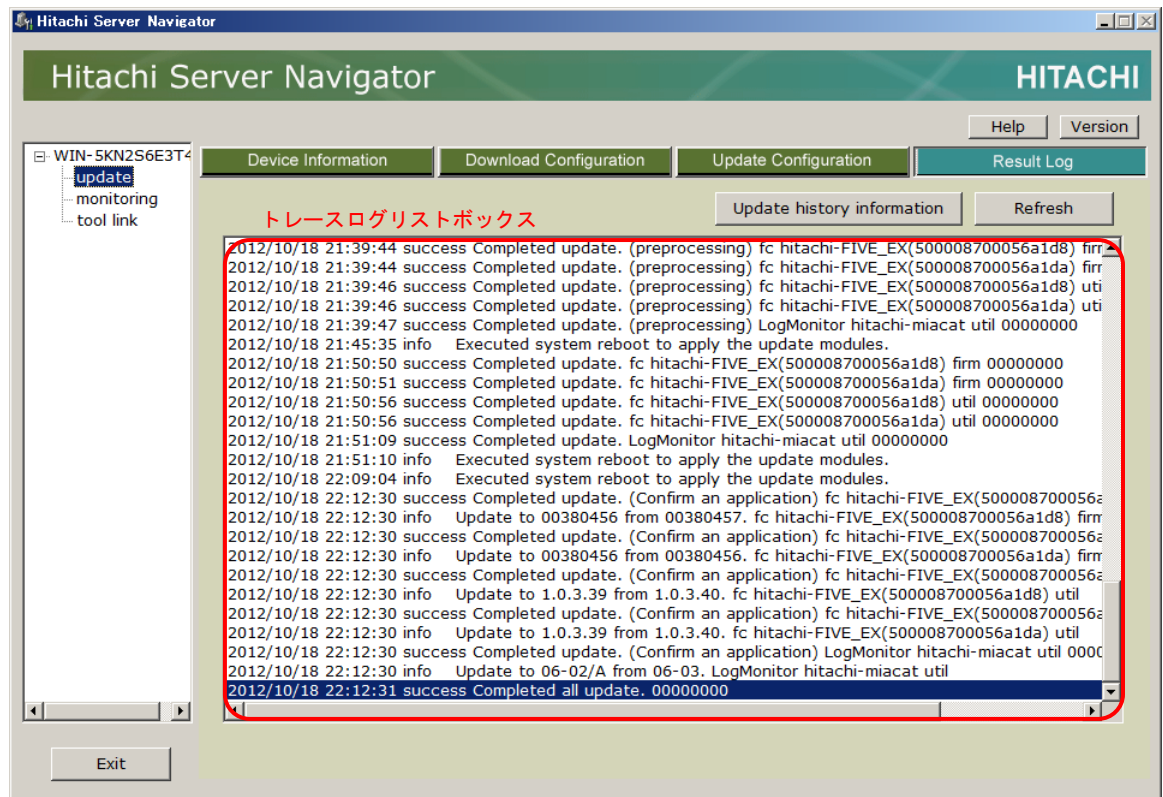 Hitachi Server Navigator
Hitachi Server Navigator
HITACHI
Help
Version
WIN-5KN2S6E3T4
update
monitoring
tool link
Device Information
Download Configuration
Update Configuration
Result Log
トレースログリストボックス
Update history information
Refresh
2012/10/18 21:39:44 success Completed update. (preprocessing) fc hitachi-FIVE_EX(500008700056a1d8) firr
2012/10/18 21:39:44 success Completed update. (preprocessing) fc hitachi-FIVE_EX(500008700056a1da) firr
2012/10/18 21:39:46 success Completed update. (preprocessing) fc hitachi-FIVE_EX(500008700056a1d8) uti
2012/10/18 21:39:46 success Completed update. (preprocessing) fc hitachi-FIVE_EX(500008700056a1da) uti
2012/10/18 21:39:47 success Completed update. (preprocessing) LogMonitor hitachi-miacat util 00000000
2012/10/18 21:45:35 info Executed system reboot to apply the update modules.
2012/10/18 21:50:50 success Completed update. fc hitachi-FIVE_EX(500008700056a1d8) firm 00000000
2012/10/18 21:50:51 success Completed update. fc hitachi-FIVE_EX(500008700056a1da) firm 00000000
2012/10/18 21:50:56 success Completed update. fc hitachi-FIVE_EX(500008700056a1d8) util 00000000
2012/10/18 21:50:56 success Completed update. fc hitachi-FIVE_EX(500008700056a1da) util 00000000
2012/10/18 21:51:09 success Completed update. LogMonitor hitachi-miacat util 00000000
2012/10/18 21:51:10 info Executed system reboot to apply the update modules.
2012/10/18 22:09:04 info Executed system reboot to apply the update modules.
2012/10/18 22:12:30 success Completed update. (Confirm an application) fc hitachi-FIVE_EX(500008700056a
2012/10/18 22:12:30 info Update to 00380456 from 00380457. fc hitachi-FIVE_EX(500008700056a1d8) firm
2012/10/18 22:12:30 success Completed update. (Confirm an application) fc hitachi-FIVE_EX(500008700056a
2012/10/18 22:12:30 info Update to 00380456 from 00380456. fc hitachi-FIVE_EX(500008700056a1da) firm
2012/10/18 22:12:30 success Completed update. (Confirm an application) fc hitachi-FIVE_EX(500008700056a
2012/10/18 22:12:30 info Update to 1.0.3.39 from 1.0.3.40. fc hitachi-FIVE_EX(500008700056a1d8) util
2012/10/18 22:12:30 success Completed update. (Confirm an application) fc hitachi-FIVE_EX(500008700056a
2012/10/18 22:12:30 info Update to 1.0.3.39 from 1.0.3.40. fc hitachi-FIVE_EX(500008700056a1da) util
2012/10/18 22:12:30 success Completed update. (Confirm an application) LogMonitor hitachi-miacat util 0000
2012/10/18 22:12:30 info Update to 06-02/A from 06-03. LogMonitor hitachi-miacat util
2012/10/18 22:12:31 success Completed all update. 00000000
Exit